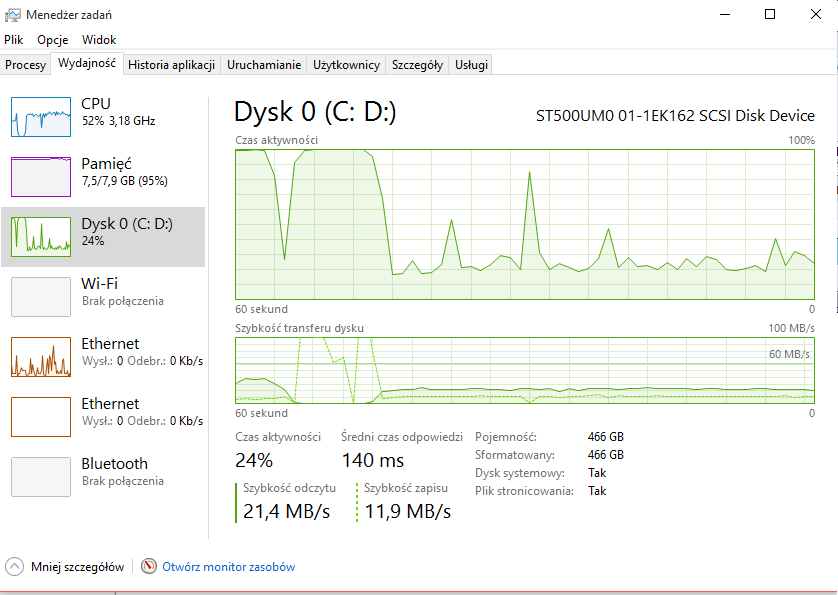 Menedżer zadań
Plik Opcje Widok
Procesy Wydajność Historia aplikacji Uruchamianie Użytkownicy Szczegóły Usługi
CPU
52% 3,18 GHz
Pamięć
7,5/7,9 GB (95%)
Dysk 0 (C: D:)
24%
Wi-Fi
Brak połączenia
Ethernet
Wysł.: 0 Odebr.: 0 Kb/s
Ethernet
Wysł.: 0 Odebr.: 0 Kb/s
Bluetooth
Brak połączenia
Dysk 0 (C: D:) ST500UM0 01-1EK162 SCSI Disk Device
Czas aktywności 100%
60 sekund 0
Szybkość transferu dysku 100 MB/s
60 MB/s
60 sekund 0
Czas aktywności
24%
Średni czas odpowiedzi
140 ms
Szybkość odczytu
21,4 MB/s
Szybkość zapisu
11,9 MB/s
Pojemność: 466 GB
Sformatowany: 466 GB
Dysk systemowy: Tak
Plik stronicowania: Tak
Mniej szczegółów Otwórz monitor zasobów